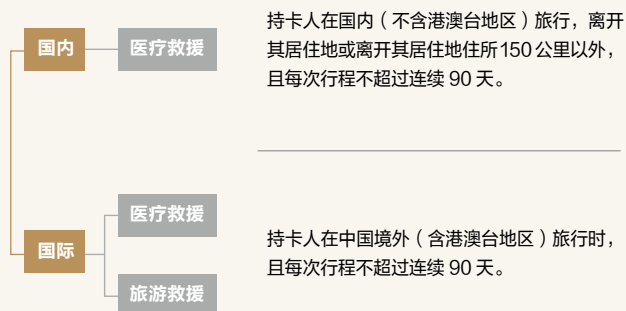 国内
医疗救援
持卡人在国内（不含港澳台地区）旅行，离开
其居住地或离开其居住地住所150公里以外，
且每次行程不超过连续 90 天。
国际
医疗救援
旅游救援
持卡人在中国境外（含港澳台地区）旅行时，
且每次行程不超过连续 90 天。